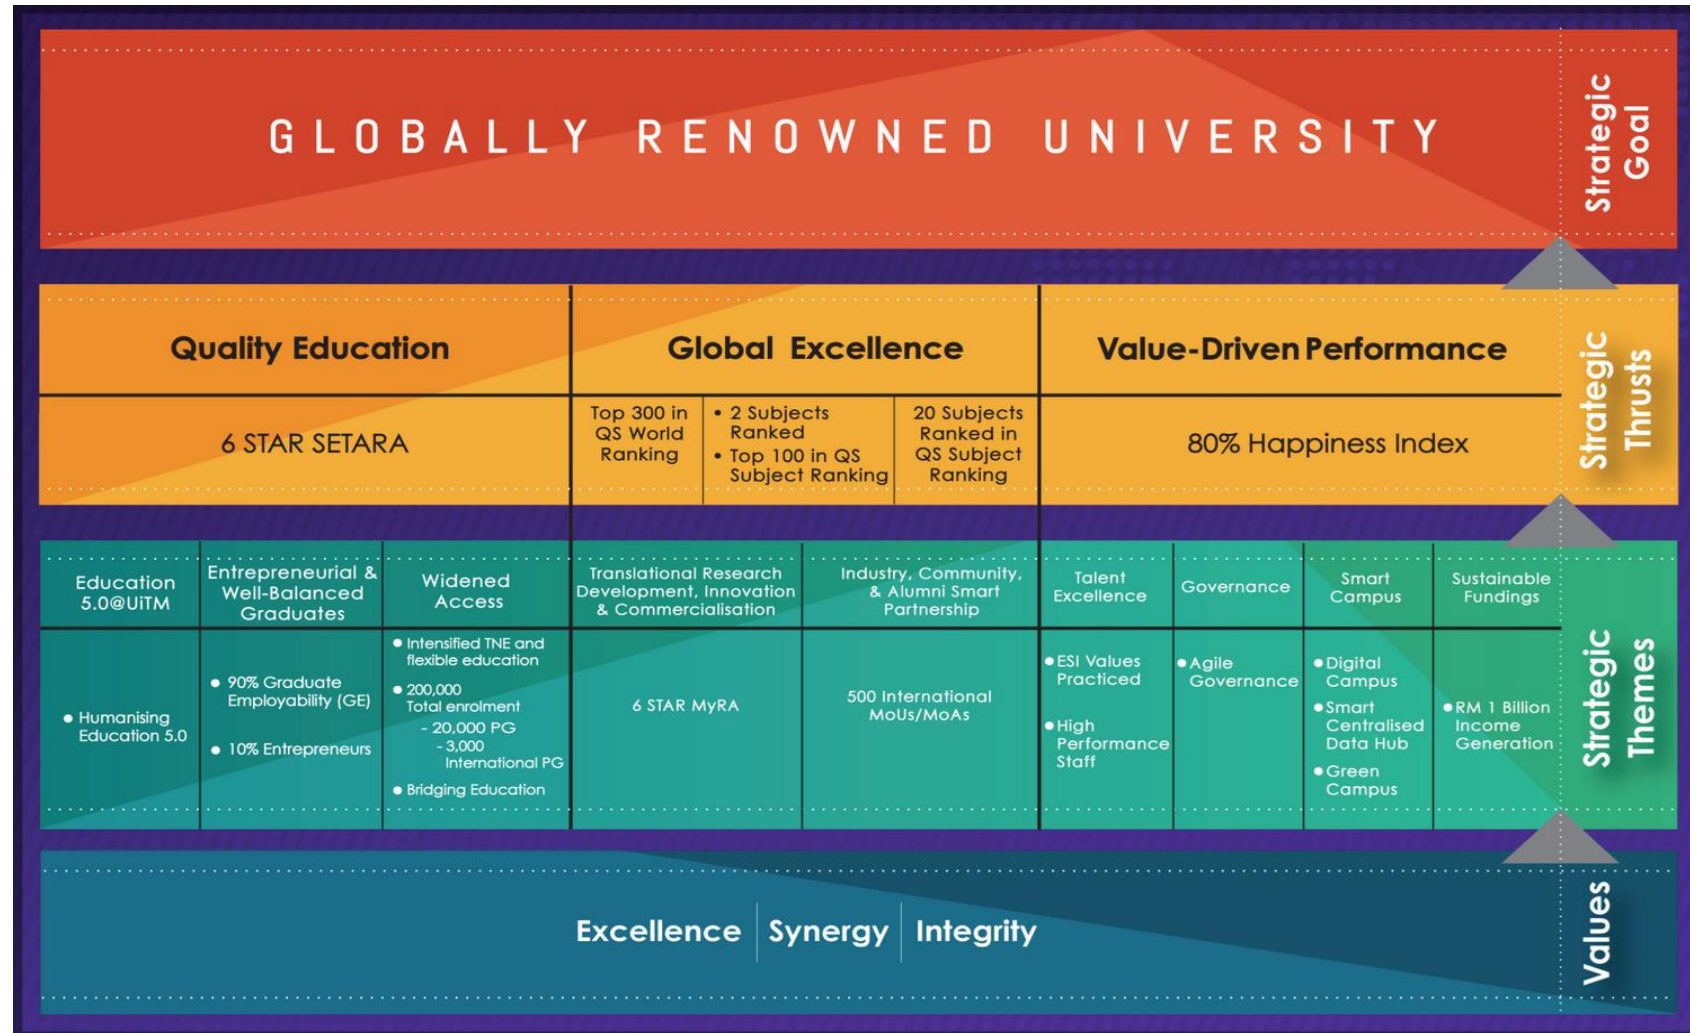 GLOBALLY RENOWNED UNIVERSITY
Strategic
Goal
Quality Education
Global Excellence
Value-Driven Performance
6 STAR SETARA
Top 300 in
QS World
Ranking
• 2 Subjects
Ranked
• Top 100 in QS
Subject Ranking
20 Subjects
Ranked in
QS Subject
Ranking
80% Happiness Index
Strategic
Thrusts
Education
5.0@UiTM
Entrepreneurial &
Well-Balanced
Graduates
Widened
Access
Translational Research
Development, Innovation
& Commercialisation
Industry, Community,
& Alumni Smart
Partnership
Talent
Excellence
Governance
Smart
Campus
Sustainable
Fundings
• Humanising
Education 5.0
• 90% Graduate
Employability (GE)
• 10% Entrepreneurs
• Intensified TNE and
flexible education
• 200,000
Total enrolment
- 20,000 PG
- 3,000
International PG
• Bridging Education
6 STAR MyRA
500 International
MoUs/MoAs
• ESI Values
Practiced
• High
Performance
Staff
• Agile
Governance
• Digital
Campus
• Smart
Centralised
Data Hub
• Green
Campus
• RM 1 Billion
Income
Generation
Strategic
Themes
Excellence | Synergy | Integrity
Values